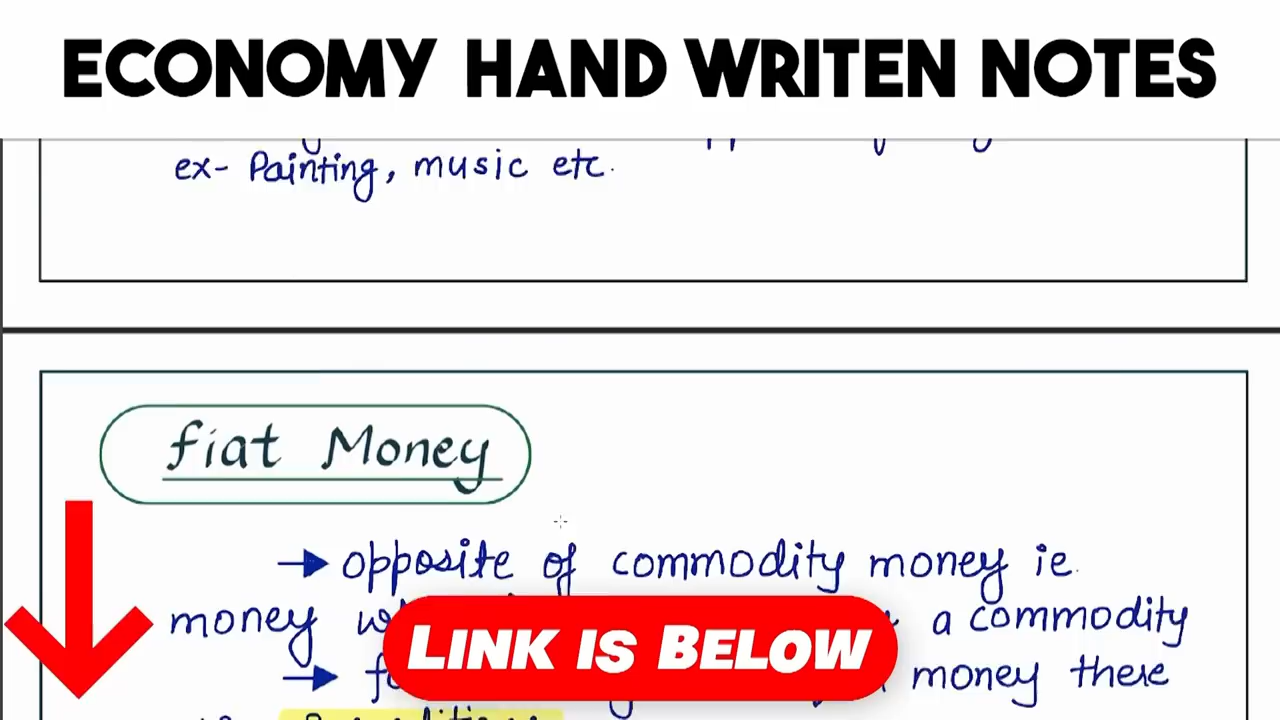 ECONOMY HAND WRITEN NOTES
ex- Painting, music etc.
fiat Money
→ opposite of commodity money ie.
money a commodity
→ money there
LINK IS BELOW